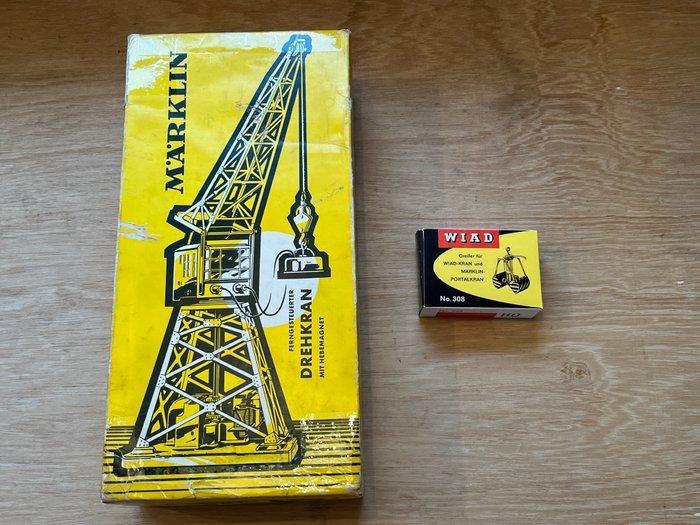 MÄRKLIN
FERNGESTEUERTER
DREHKRAN
MIT HEBEMAGNET
WIAD
Greifer für
WIAD-KRAN und
MÄRKLIN-
PORTALKRAN
No. 308
HO